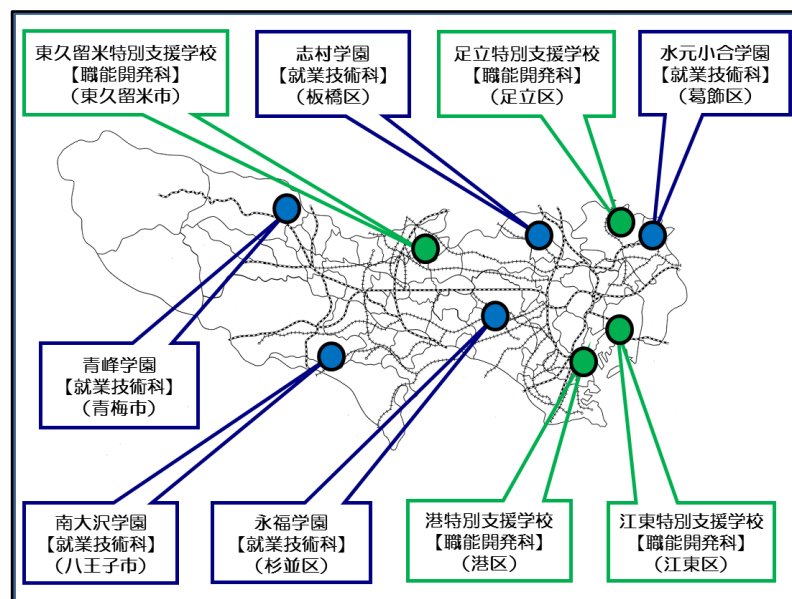 東久留米特別支援学校
【職能開発科】
（東久留米市）
志村学園
【就業技術科】
（板橋区）
足立特別支援学校
【職能開発科】
（足立区）
水元小合学園
【就業技術科】
（葛飾区）
青峰学園
【就業技術科】
（青梅市）
南大沢学園
【就業技術科】
（八王子市）
永福学園
【就業技術科】
（杉並区）
港特別支援学校
【職能開発科】
（港区）
江東特別支援学校
【職能開発科】
（江東区）